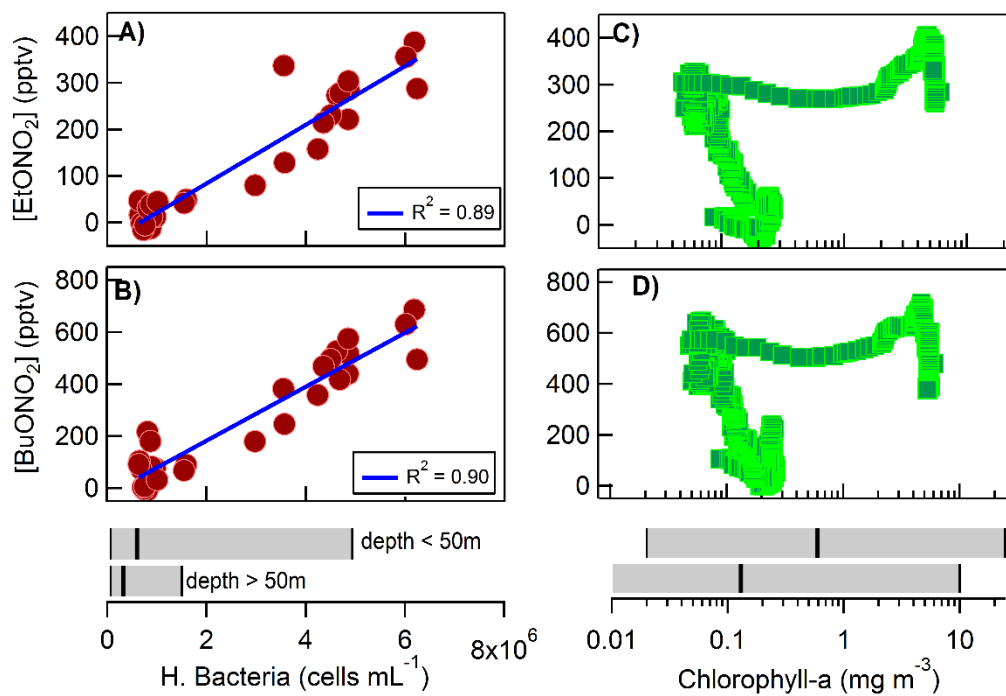 A)
[EtONO2] (pptv)
400
300
200
100
0
R² = 0.89
C)
400
300
200
100
0
B)
[BuONO2] (pptv)
800
600
400
200
0
R² = 0.90
D)
800
600
400
200
0
depth < 50m
depth > 50m
0
2
4
6
8x10⁶
H. Bacteria (cells mL⁻¹)
0.01
0.1
1
10
Chlorophyll-a (mg m⁻³)